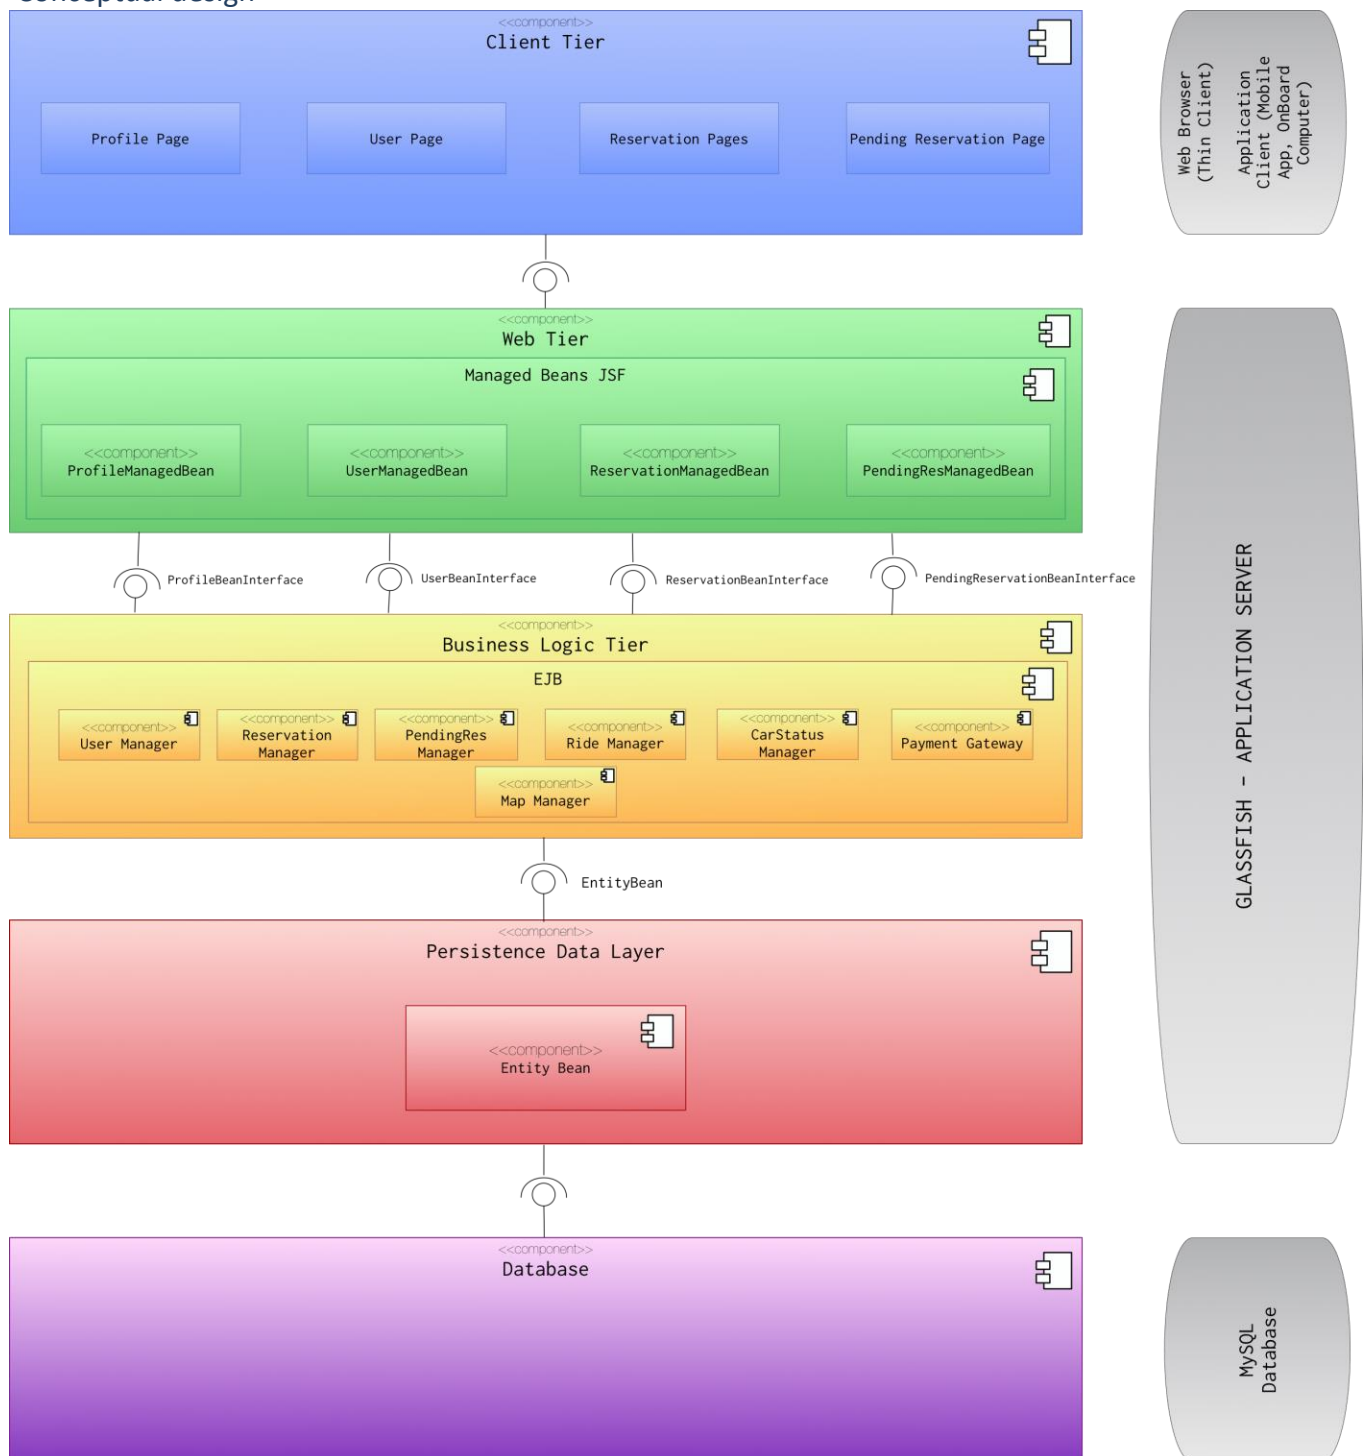 Conceptual design
<<component>>
Client Tier
Profile Page
User Page
Reservation Pages
Pending Reservation Page
Web Browser
(Thin Client)
Application
Client (Mobile
App, OnBoard
Computer)
<<component>>
Web Tier
Managed Beans JSF
<<component>>
ProfileManagedBean
<<component>>
UserManagedBean
<<component>>
ReservationManagedBean
<<component>>
PendingResManagedBean
ProfileBeanInterface
UserBeanInterface
ReservationBeanInterface
PendingReservationBeanInterface
<<component>>
Business Logic Tier
EJB
<<component>>
User Manager
<<component>>
Reservation
Manager
<<component>>
PendingRes
Manager
<<component>>
Ride Manager
<<component>>
CarStatus
Manager
<<component>>
Payment Gateway
<<component>>
Map Manager
GLASSFISH - APPLICATION SERVER
EntityBean
<<component>>
Persistence Data Layer
<<component>>
Entity Bean
<<component>>
Database
MySQL
Database